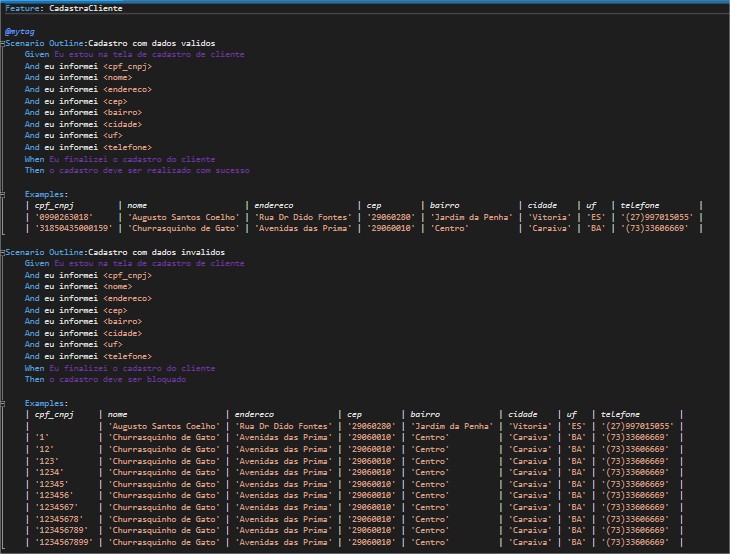 Feature: CadastraCliente
@mytag
Scenario Outline:Cadastro com dados validos
Given Eu estou na tela de cadastro de cliente
And eu informei <cpf_cnpj>
And eu informei <nome>
And eu informei <endereco>
And eu informei <cep>
And eu informei <bairro>
And eu informei <cidade>
And eu informei <uf>
And eu informei <telefone>
When Eu finalizei o cadastro do cliente
Then o cadastro deve ser realizado com sucesso
Examples:
| cpf_cnpj | nome | endereco | cep | bairro | cidade | uf | telefone |
| '0990263018' | 'Augusto Santos Coelho' | 'Rua Dr Dido Fontes' | '29060280' | 'Jardim da Penha' | 'Vitoria' | 'ES' | '(27)997015055' |
| '31850435000159' | 'Churrasquinho de Gato' | 'Avenidas das Prima' | '29060010' | 'Centro' | 'Caraiva' | 'BA' | '(73)33606669' |
Scenario Outline:Cadastro com dados invalidos
Given Eu estou na tela de cadastro de cliente
And eu informei <cpf_cnpj>
And eu informei <nome>
And eu informei <endereco>
And eu informei <cep>
And eu informei <bairro>
And eu informei <cidade>
And eu informei <uf>
And eu informei <telefone>
When Eu finalizei o cadastro do cliente
Then o cadastro deve ser bloquado
Examples:
| cpf_cnpj | nome | endereco | cep | bairro | cidade | uf | telefone |
| | 'Augusto Santos Coelho' | 'Rua Dr Dido Fontes' | '29060280' | 'Jardim da Penha' | 'Vitoria' | 'ES' | '(27)997015055' |
| '1' | 'Churrasquinho de Gato' | 'Avenidas das Prima' | '29060010' | 'Centro' | 'Caraiva' | 'BA' | '(73)33606669' |
| '12' | 'Churrasquinho de Gato' | 'Avenidas das Prima' | '29060010' | 'Centro' | 'Caraiva' | 'BA' | '(73)33606669' |
| '123' | 'Churrasquinho de Gato' | 'Avenidas das Prima' | '29060010' | 'Centro' | 'Caraiva' | 'BA' | '(73)33606669' |
| '1234' | 'Churrasquinho de Gato' | 'Avenidas das Prima' | '29060010' | 'Centro' | 'Caraiva' | 'BA' | '(73)33606669' |
| '12345' | 'Churrasquinho de Gato' | 'Avenidas das Prima' | '29060010' | 'Centro' | 'Caraiva' | 'BA' | '(73)33606669' |
| '123456' | 'Churrasquinho de Gato' | 'Avenidas das Prima' | '29060010' | 'Centro' | 'Caraiva' | 'BA' | '(73)33606669' |
| '1234567' | 'Churrasquinho de Gato' | 'Avenidas das Prima' | '29060010' | 'Centro' | 'Caraiva' | 'BA' | '(73)33606669' |
| '12345678' | 'Churrasquinho de Gato' | 'Avenidas das Prima' | '29060010' | 'Centro' | 'Caraiva' | 'BA' | '(73)33606669' |
| '123456789' | 'Churrasquinho de Gato' | 'Avenidas das Prima' | '29060010' | 'Centro' | 'Caraiva' | 'BA' | '(73)33606669' |
| '1234567899' | 'Churrasquinho de Gato' | 'Avenidas das Prima' | '29060010' | 'Centro' | 'Caraiva' | 'BA' | '(73)33606669' |